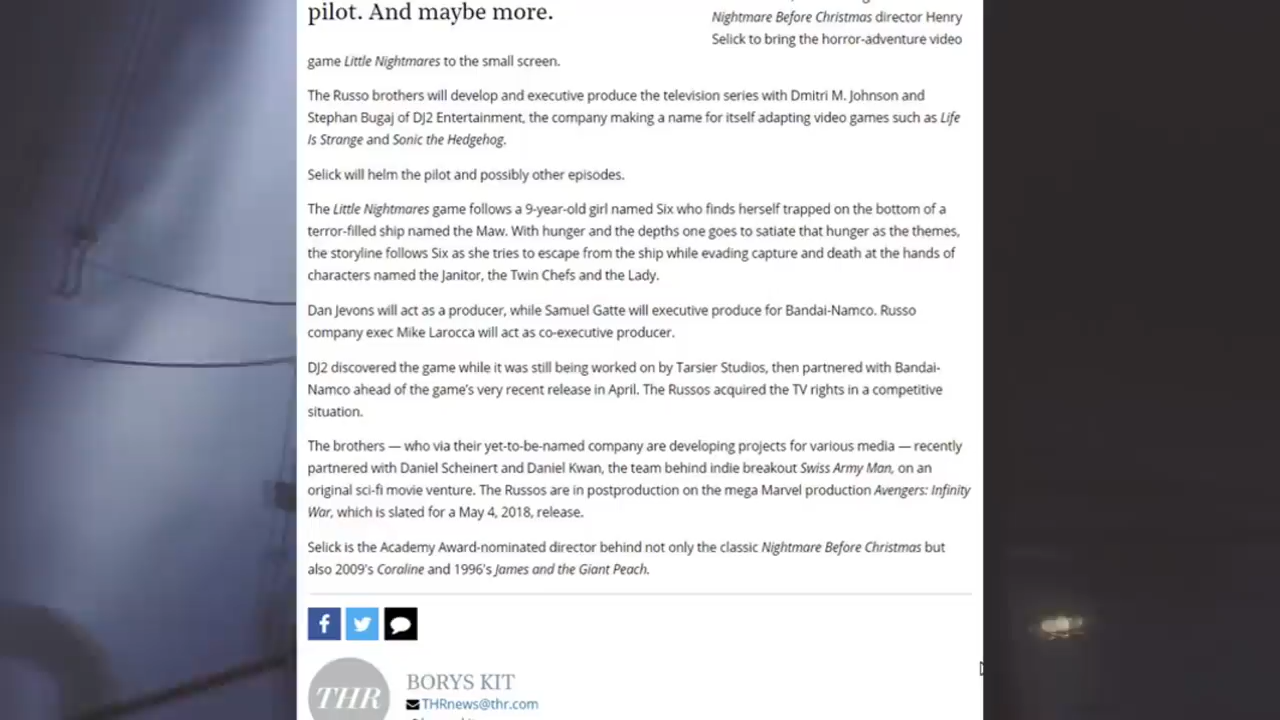 pilot. And maybe more.
Nightmare Before Christmas director Henry
Selick to bring the horror-adventure video
game Little Nightmares to the small screen.
The Russo brothers will develop and executive produce the television series with Dmitri M. Johnson and
Stephan Bugaj of DJ2 Entertainment, the company making a name for itself adapting video games such as Life
Is Strange and Sonic the Hedgehog.
Selick will helm the pilot and possibly other episodes.
The Little Nightmares game follows a 9-year-old girl named Six who finds herself trapped on the bottom of a
terror-filled ship named the Maw. With hunger and the depths one goes to satiate that hunger as the themes,
the storyline follows Six as she tries to escape from the ship while evading capture and death at the hands of
characters named the Janitor, the Twin Chefs and the Lady.
Dan Jevons will act as a producer, while Samuel Gatte will executive produce for Bandai-Namco. Russo
company exec Mike Larocca will act as co-executive producer.
DJ2 discovered the game while it was still being worked on by Tarsier Studios, then partnered with Bandai-
Namco ahead of the game's very recent release in April. The Russos acquired the TV rights in a competitive
situation.
The brothers — who via their yet-to-be-named company are developing projects for various media — recently
partnered with Daniel Scheinert and Daniel Kwan, the team behind indie breakout Swiss Army Man, on an
original sci-fi movie venture. The Russos are in postproduction on the mega Marvel production Avengers: Infinity
War, which is slated for a May 4, 2018, release.
Selick is the Academy Award-nominated director behind not only the classic Nightmare Before Christmas but
also 2009's Coraline and 1996's James and the Giant Peach.
THR
BORYS KIT
THRnews@thr.com